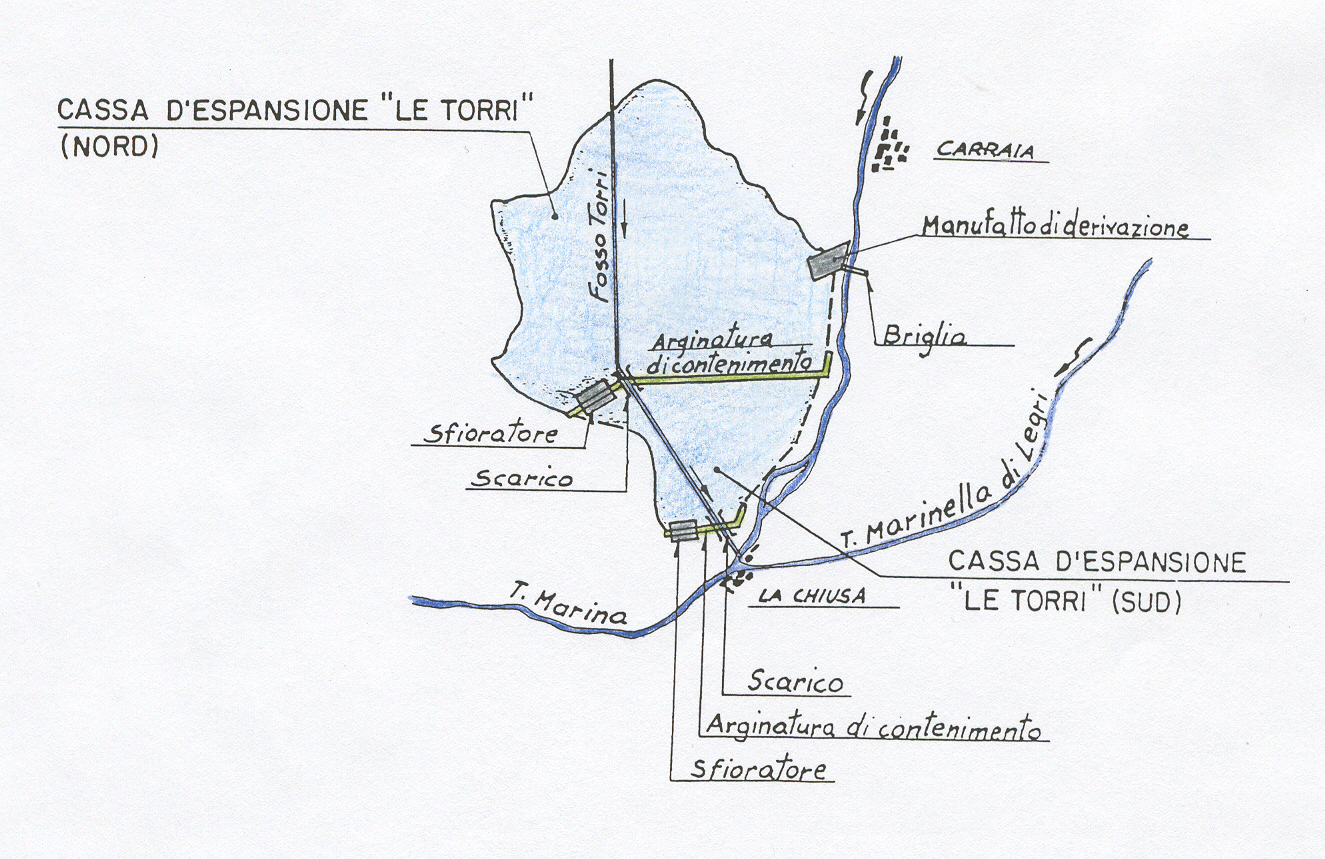 CASSA D'ESPANSIONE "LE TORRI"
(NORD)
CARRAIA
Fosso Torri
Manufatto di derivazione
Briglia
Arginatura
di contenimento
Sfioratore
Scarico
T. Marinella di Legri
CASSA D'ESPANSIONE
"LE TORRI" (SUD)
T. Marina
LA CHIUSA
Scarico
Arginatura di contenimento
Sfioratore